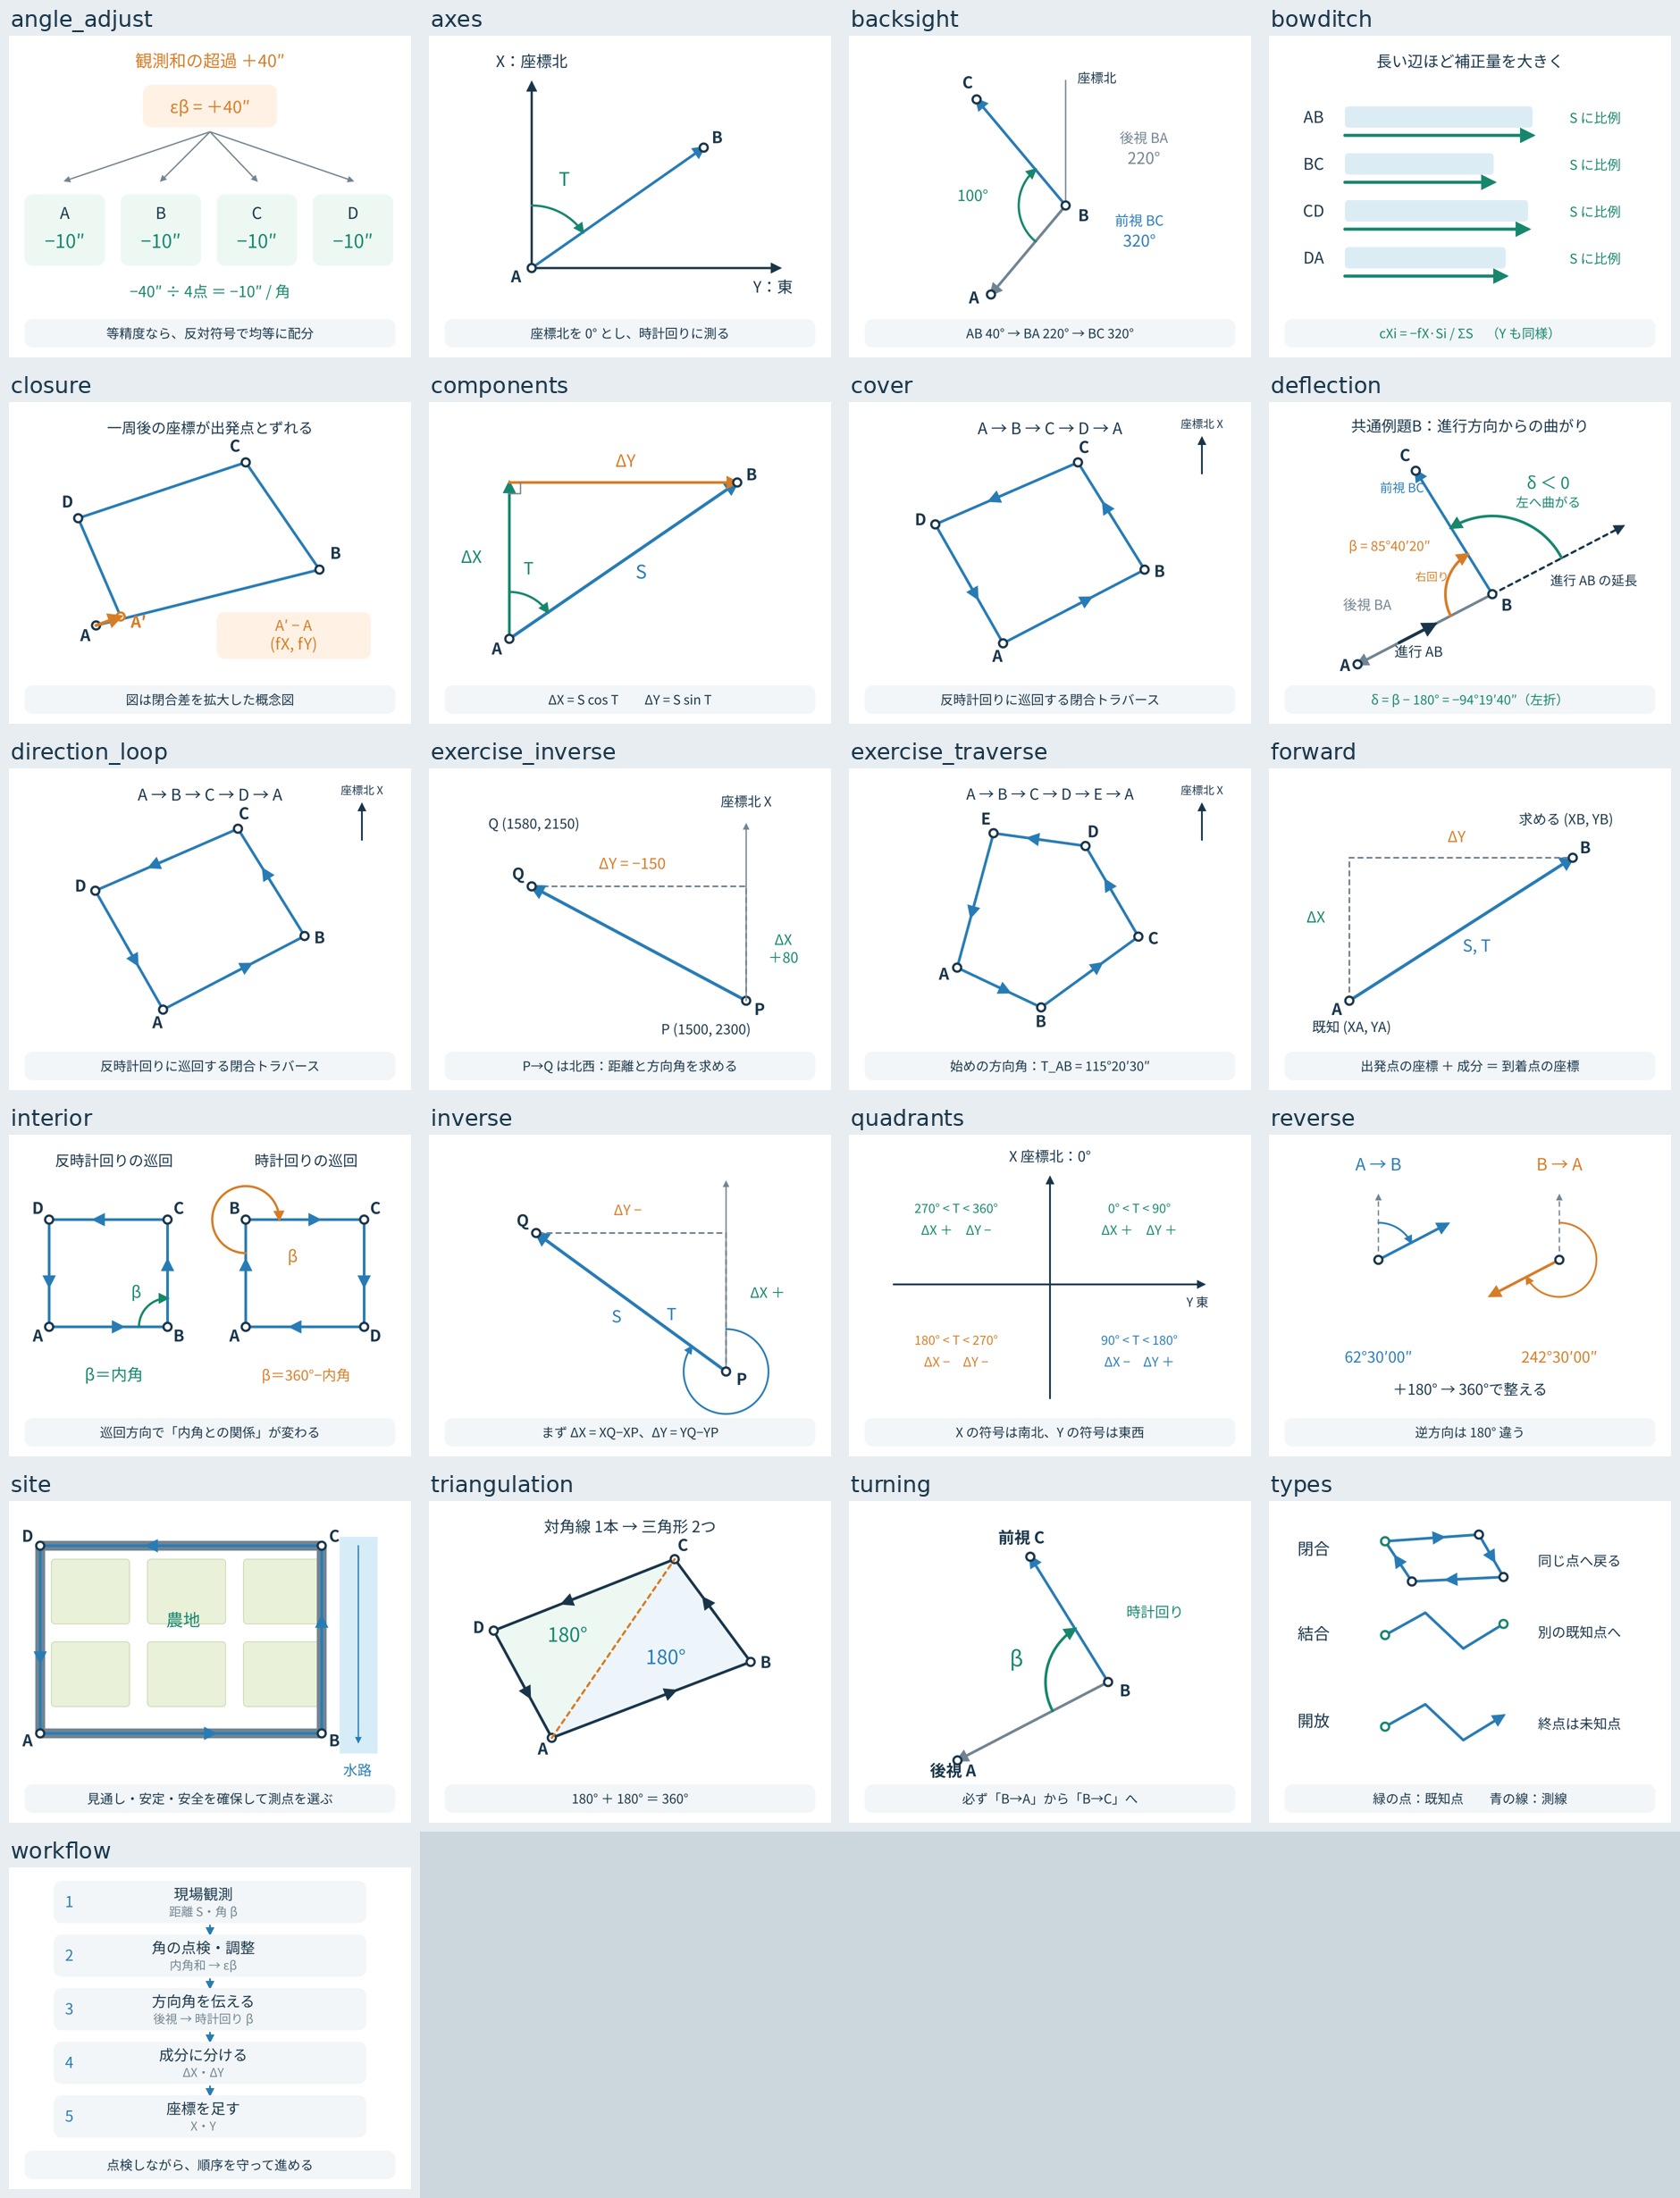 angle_adjust
観測和の超過 ＋40″
εβ = ＋40″
A
B
C
D
−10″
−10″
−10″
−10″
−40″ ÷ 4点 = −10″ / 角
等精度なら、反対符号で均等に配分
axes
X：座標北
B
T
A
Y：東
座標北を 0° とし、時計回りに測る
backsight
C
座標北
後視 BA
220°
100°
B
前視 BC
320°
A
AB 40° → BA 220° → BC 320°
bowditch
長い辺ほど補正量を大きく
AB
S に比例
BC
S に比例
CD
S に比例
DA
S に比例
cXi = −fX·Si / ΣS （Y も同様）
closure
一周後の座標が出発点とずれる
C
D
B
A
A′
A′ − A
(fX, fY)
図は閉合差を拡大した概念図
components
ΔY
B
ΔX
T
S
A
ΔX = S cos T ΔY = S sin T
cover
A → B → C → D → A
座標北 X
C
D
B
A
反時計回りに巡回する閉合トラバース
deflection
共通例題B：進行方向からの曲がり
C
前視 BC
δ ＜ 0
左へ曲がる
β = 85°40′20″
右回り
進行 AB の延長
後視 BA
B
進行 AB
A
δ = β − 180° = −94°19′40″（左折）
direction_loop
A → B → C → D → A
座標北 X
C
D
B
A
反時計回りに巡回する閉合トラバース
exercise_inverse
座標北 X
Q (1580, 2150)
ΔY = −150
Q
ΔX
＋80
P
P (1500, 2300)
P→Q は北西：距離と方向角を求める
exercise_traverse
A → B → C → D → E → A
座標北 X
E
D
C
A
B
始めの方向角：T_AB = 115°20′30″
forward
求める (XB, YB)
ΔY
B
ΔX
S, T
A
既知 (XA, YA)
出発点の座標 ＋ 成分 ＝ 到着点の座標
interior
反時計回りの巡回
時計回りの巡回
D
C
B
C
β
β
A
B
A
D
β＝内角
β＝360°−内角
巡回方向で「内角との関係」が変わる
inverse
ΔY −
Q
ΔX ＋
S
T
P
まず ΔX = XQ−XP、ΔY = YQ−YP
quadrants
X 座標北：0°
270° < T < 360°
ΔX ＋ ΔY −
0° < T < 90°
ΔX ＋ ΔY ＋
Y 東
180° < T < 270°
ΔX − ΔY −
90° < T < 180°
ΔX − ΔY ＋
X の符号は南北、Y の符号は東西
reverse
A → B
B → A
62°30′00″
242°30′00″
＋180° → 360°で整える
逆方向は 180° 違う
site
D
C
農地
A
B
水路
見通し・安定・安全を確保して測点を選ぶ
triangulation
対角線 1本 → 三角形 2つ
C
D
180°
180°
B
A
180° ＋ 180° ＝ 360°
turning
前視 C
時計回り
β
B
後視 A
必ず「B→A」から「B→C」へ
types
閉合
同じ点へ戻る
結合
別の既知点へ
開放
終点は未知点
緑の点：既知点 青の線：測線
workflow
1
現場観測
距離 S・角 β
2
角の点検・調整
内角和 → εβ
3
方向角を伝える
後視 → 時計回り β
4
成分に分ける
ΔX・ΔY
5
座標を足す
X・Y
点検しながら、順序を守って進める